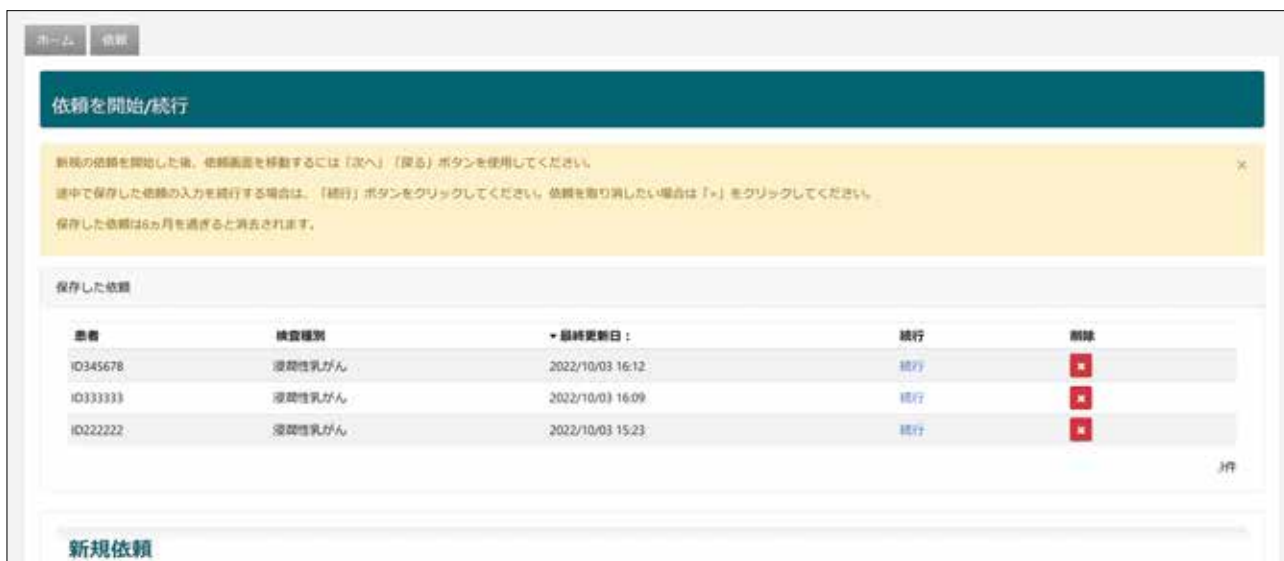 ホーム 依頼
依頼を開始/続行
新規の依頼を開始した後、依頼画面を移動するには「次へ」「戻る」ボタンを使用してください。 ×
途中で保存した依頼の入力を続行する場合は、「続行」ボタンをクリックしてください。依頼を取り消したい場合は「×」をクリックしてください。
保存した依頼は6ヵ月を過ぎると消去されます。
保存した依頼
患者 検査種別 ▾最終更新日: 続行 削除
ID345678 浸潤性乳がん 2022/10/03 16:12 続行 ×
ID333333 浸潤性乳がん 2022/10/03 16:09 続行 ×
ID222222 浸潤性乳がん 2022/10/03 15:23 続行 ×
件
新規依頼